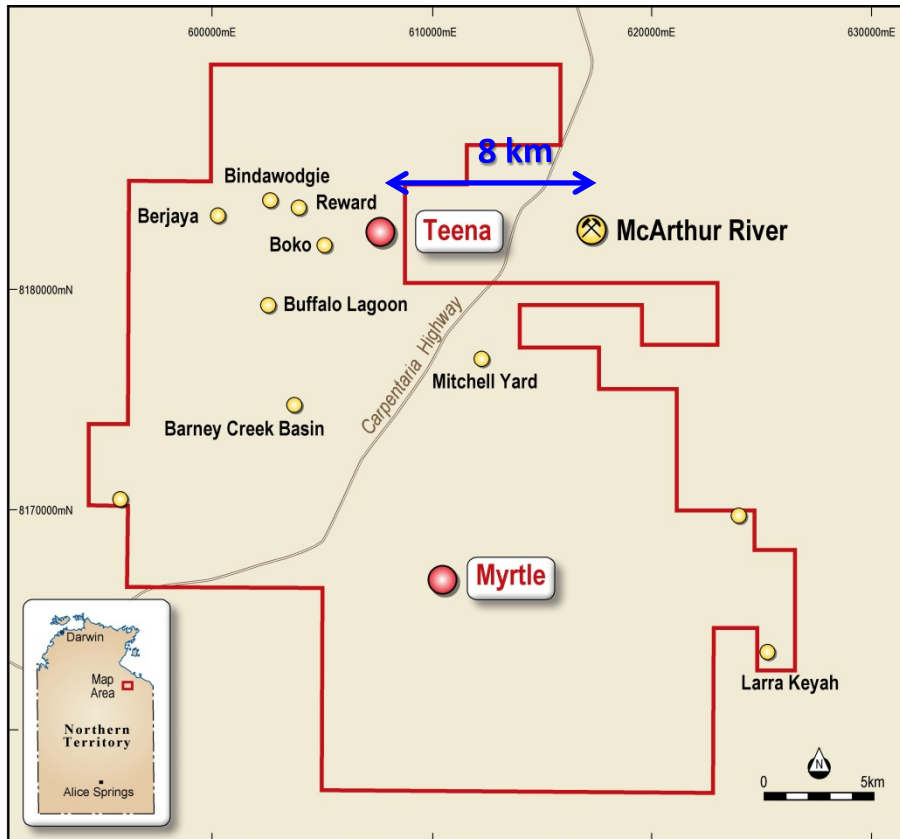 600000mE
610000mE
620000mE
630000mE
8 km
Bindawodgie
Berjaya
Reward
Boko
Teena
McArthur River
8180000mN
Buffalo Lagoon
Carpentaria Highway
Mitchell Yard
Barney Creek Basin
8170000mN
Myrtle
Larra Keyah
Darwin
Map
Area
Northern
Territory
Alice Springs
N
0 5km